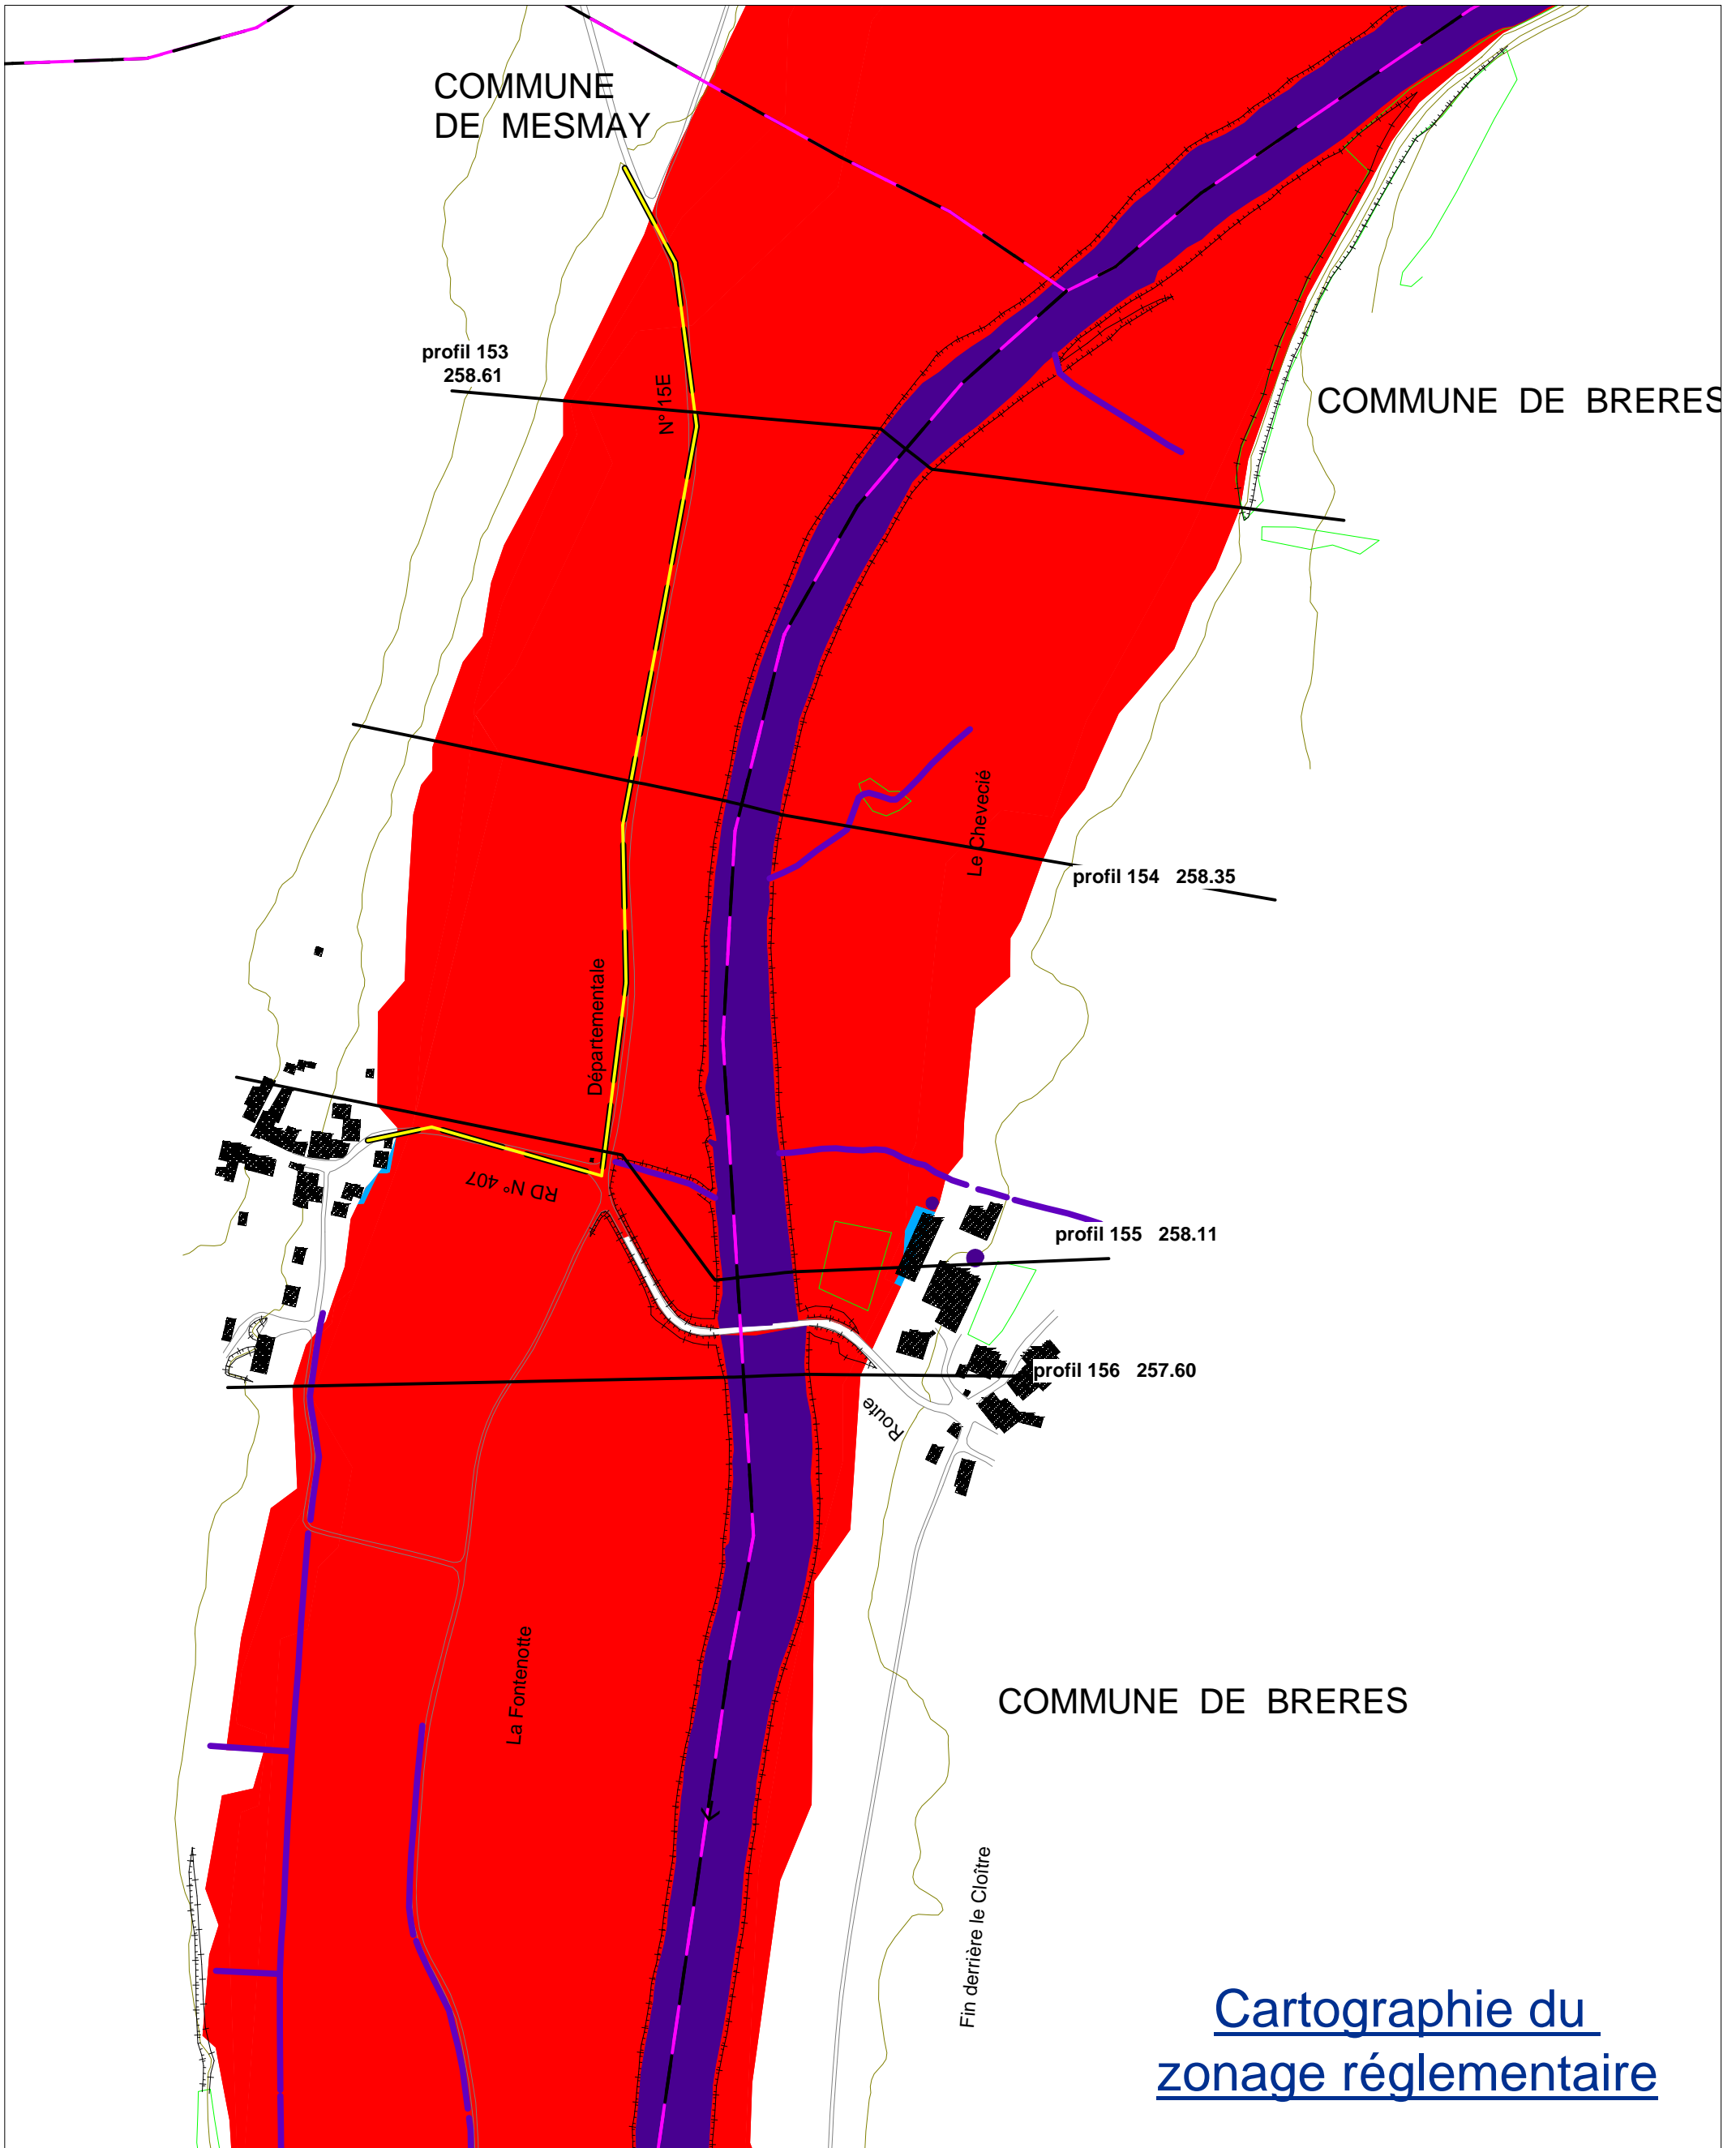 COMMUNE
DE MESMAY
profil 153
258.61
N° 15E
COMMUNE DE BRERES
Le Chevecié
profil 154 258.35
Départementale
RD N° 407
profil 155 258.11
profil 156 257.60
Route
La Fontenotte
COMMUNE DE BRERES
Fin derrière le Cloître
Cartographie du
zonage réglementaire